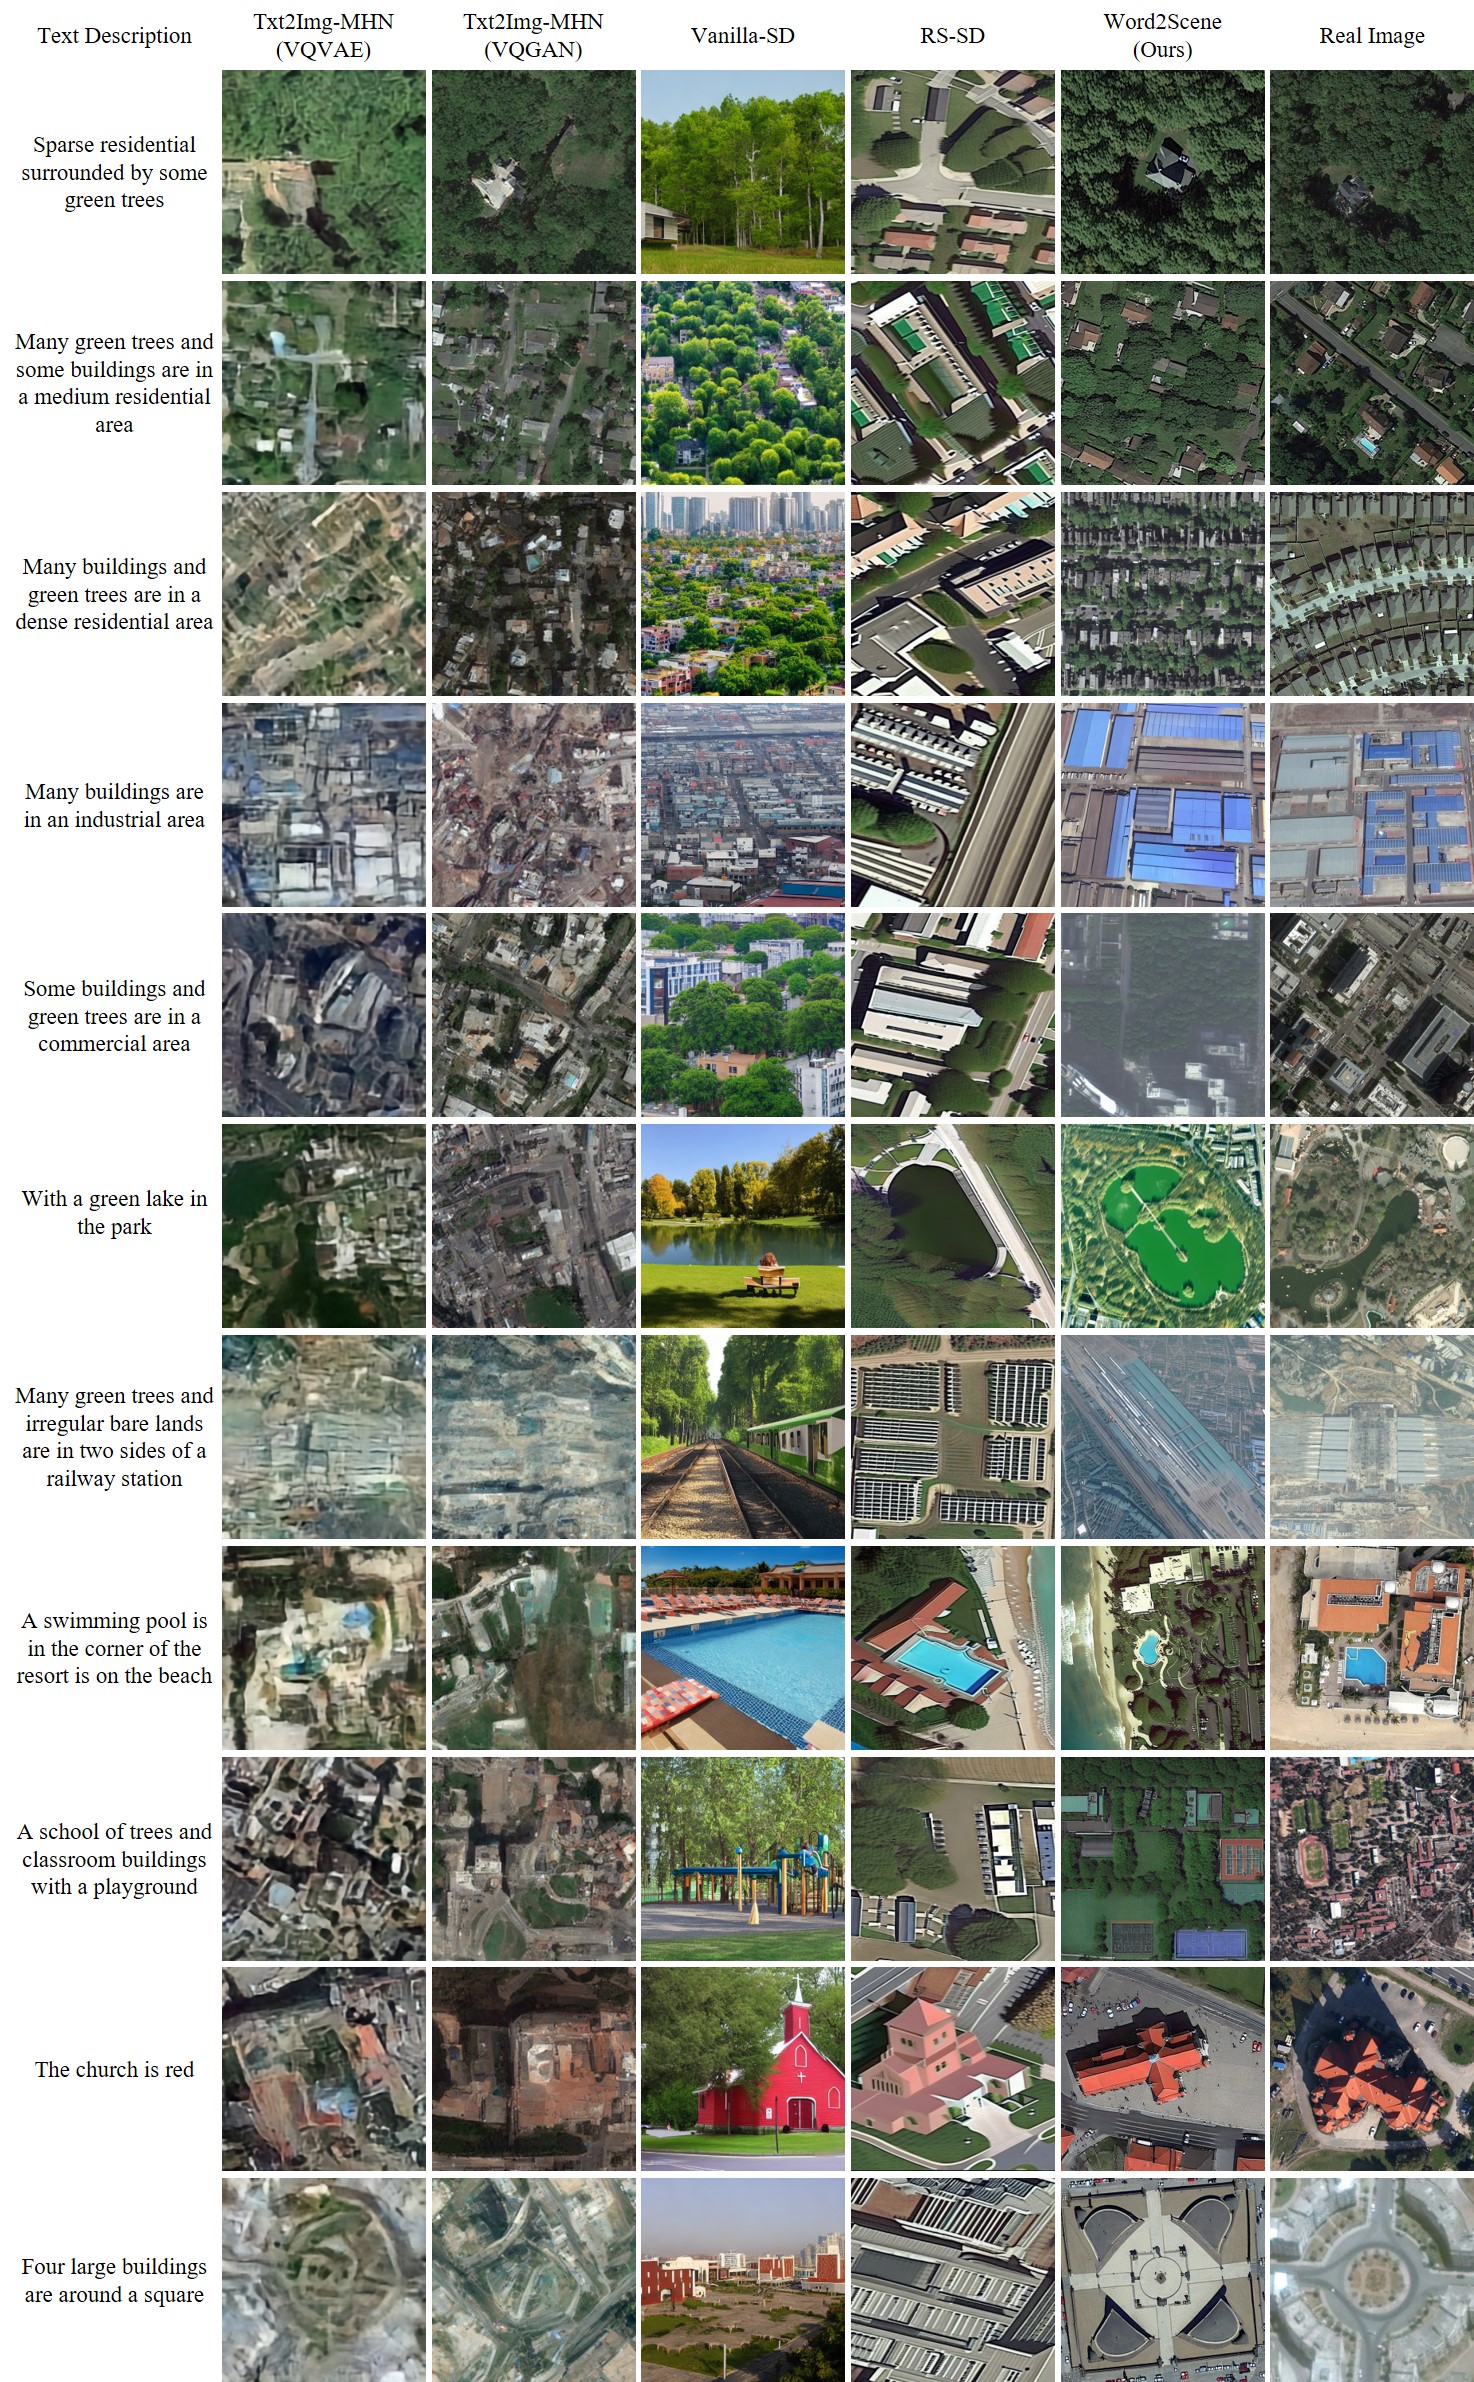 Text Description
Txt2Img-MHN
(VQVAE)
Txt2Img-MHN
(VQGAN)
Vanilla-SD
RS-SD
Word2Scene
(Ours)
Real Image
Sparse residential
surrounded by some
green trees
Many green trees and
some buildings are in
a medium residential
area
Many buildings and
green trees are in a
dense residential area
Many buildings are
in an industrial area
Some buildings and
green trees are in a
commercial area
With a green lake in
the park
Many green trees and
irregular bare lands
are in two sides of a
railway station
A swimming pool is
in the corner of the
resort is on the beach
A school of trees and
classroom buildings
with a playground
The church is red
Four large buildings
are around a square